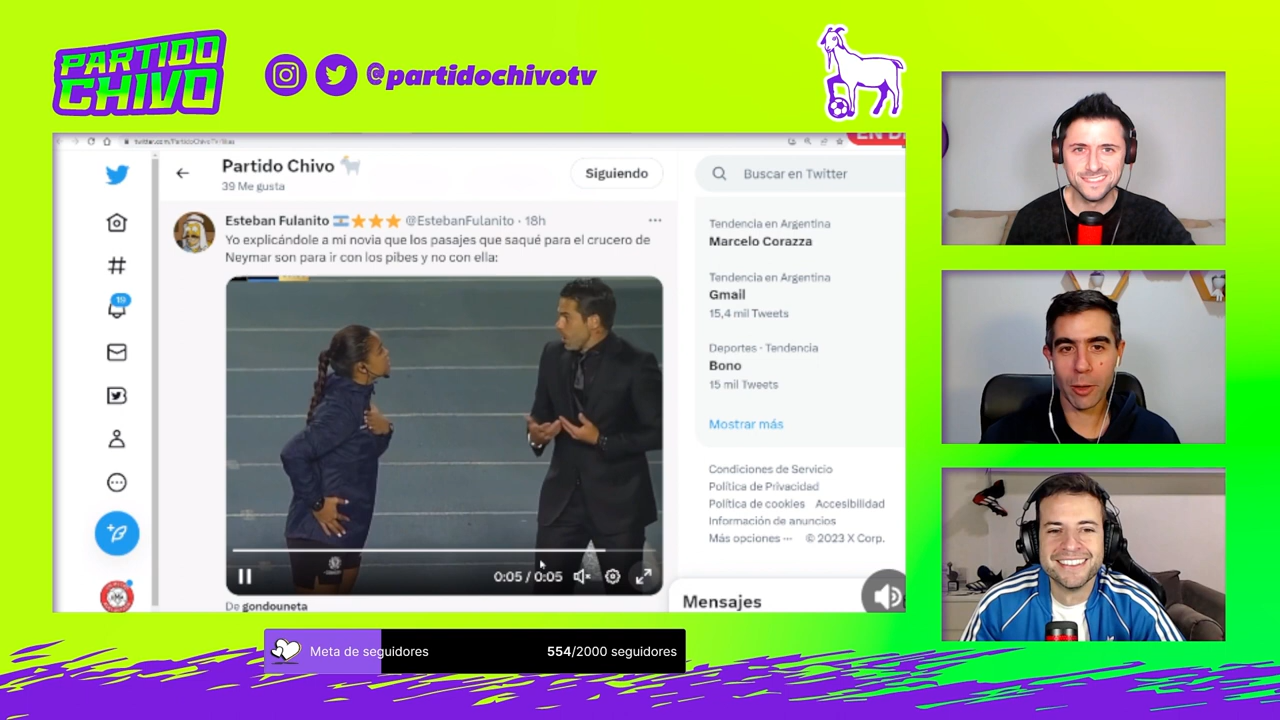 PARTIDO
CHIVO
@partidochivotv
Partido Chivo
39 Me gusta
Siguiendo
Buscar en Twitter
Esteban Fulanito @EstebanFulanito · 18h
Yo explicándole a mi novia que los pasajes que saqué para el crucero de
Neymar son para ir con los pibes y no con ella:
0:05 / 0:05
De gondouneta
19
Tendencia en Argentina
Marcelo Corazza
Tendencia en Argentina
Gmail
15,4 mil Tweets
Deportes · Tendencia
Bono
15 mil Tweets
Mostrar más
Condiciones de Servicio
Política de Privacidad
Política de cookies Accesibilidad
Información de anuncios
Más opciones ··· © 2023 X Corp.
Mensajes
Meta de seguidores
554/2000 seguidores